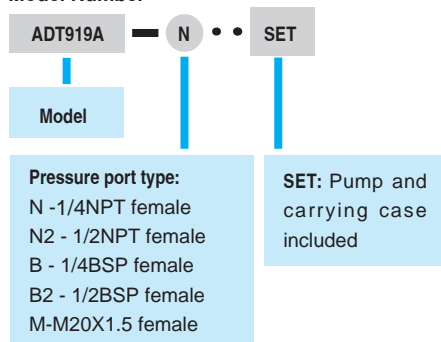 ADT919A — N • • SET
Model
Pressure port type:
N -1/4NPT female
N2 - 1/2NPT female
B - 1/4BSP female
B2 - 1/2BSP female
M-M20X1.5 female
SET: Pump and
carrying case
included